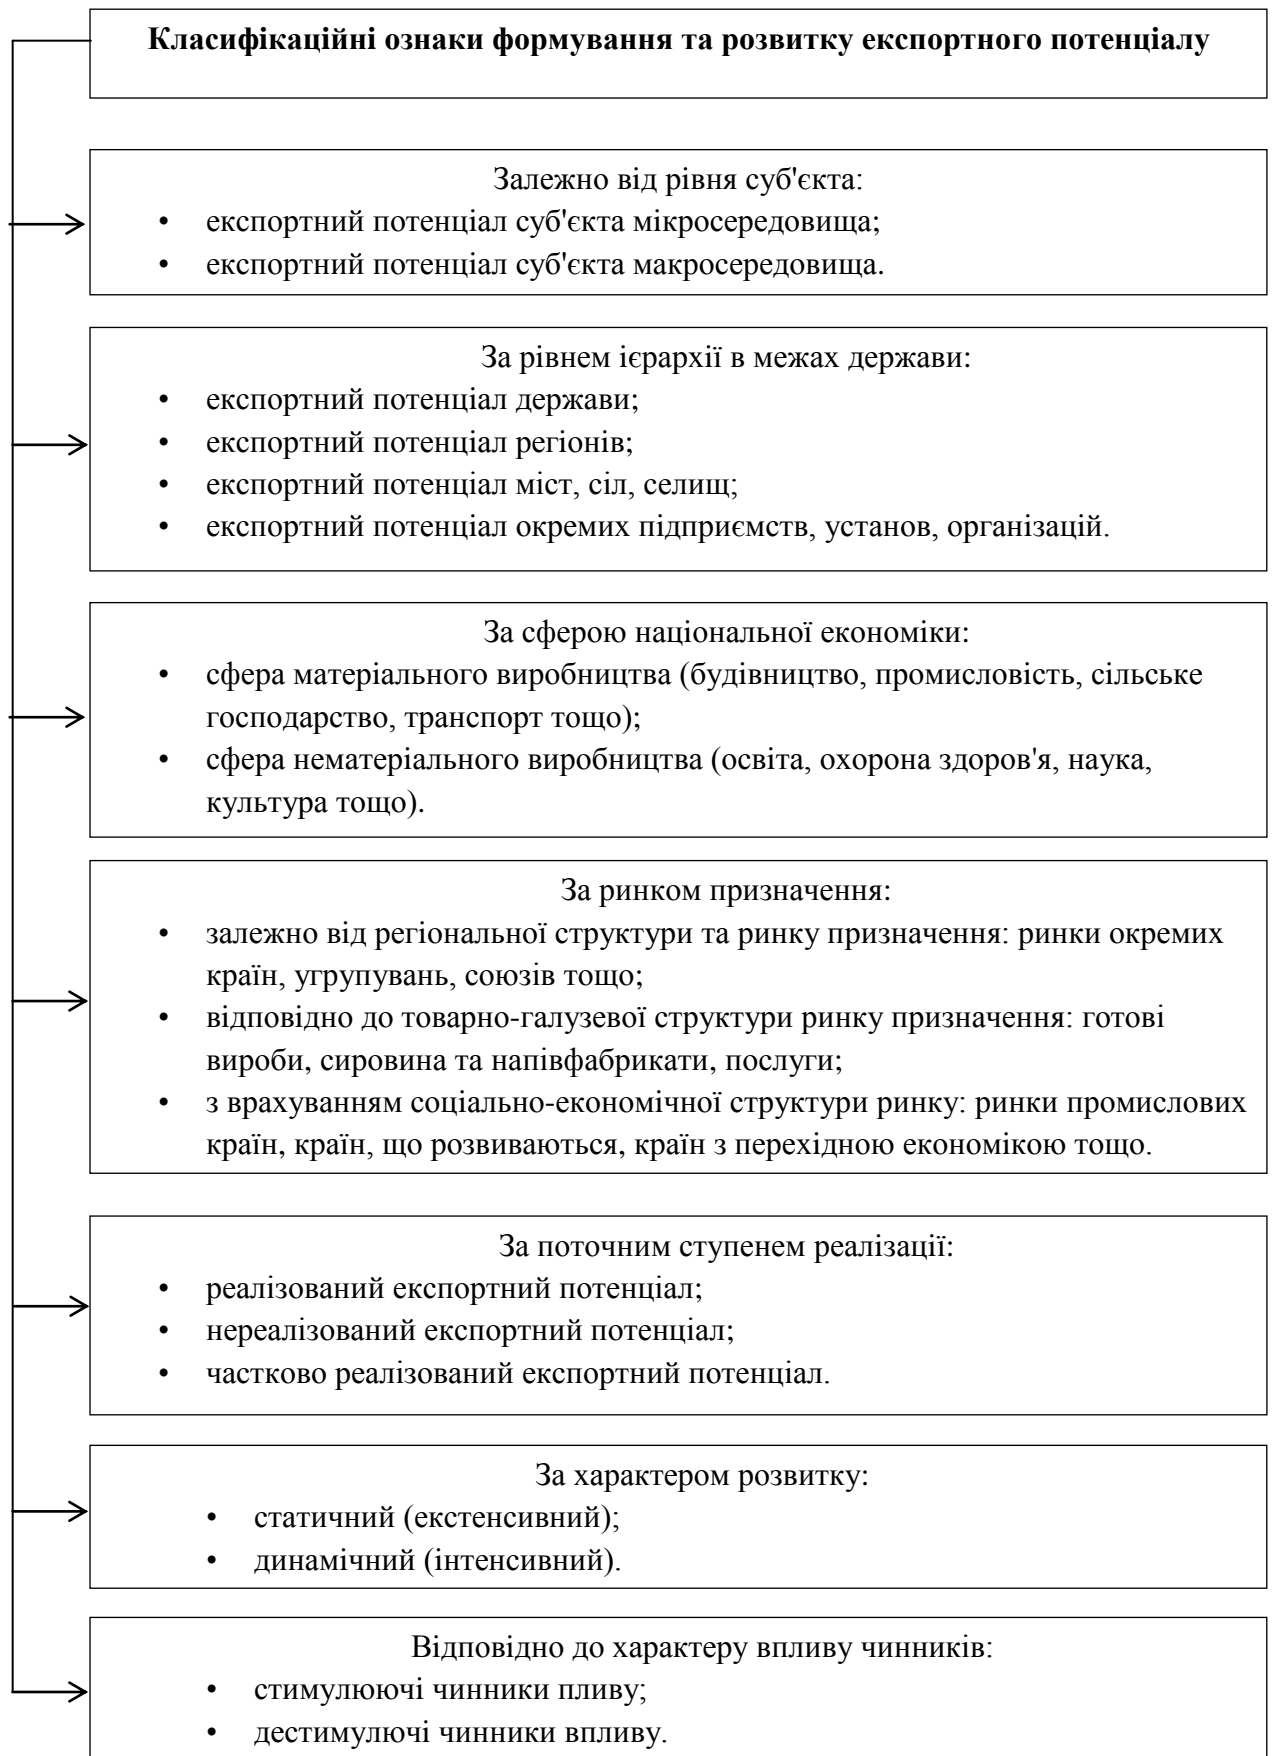 Класифікаційні ознаки формування та розвитку експортного потенціалу
Залежно від рівня суб'єкта:
• експортний потенціал суб'єкта мікросередовища;
• експортний потенціал суб'єкта макросередовища.
За рівнем ієрархії в межах держави:
• експортний потенціал держави;
• експортний потенціал регіонів;
• експортний потенціал міст, сіл, селищ;
• експортний потенціал окремих підприємств, установ, організацій.
За сферою національної економіки:
• сфера матеріального виробництва (будівництво, промисловість, сільське
господарство, транспорт тощо);
• сфера нематеріального виробництва (освіта, охорона здоров'я, наука,
культура тощо).
За ринком призначення:
• залежно від регіональної структури та ринку призначення: ринки окремих
країн, угрупувань, союзів тощо;
• відповідно до товарно-галузевої структури ринку призначення: готові
вироби, сировина та напівфабрикати, послуги;
• з врахуванням соціально-економічної структури ринку: ринки промислових
країн, країн, що розвиваються, країн з перехідною економікою тощо.
За поточним ступенем реалізації:
• реалізований експортний потенціал;
• нереалізований експортний потенціал;
• частково реалізований експортний потенціал.
За характером розвитку:
• статичний (екстенсивний);
• динамічний (інтенсивний).
Відповідно до характеру впливу чинників:
• стимулюючі чинники пливу;
• дестимулюючі чинники впливу.